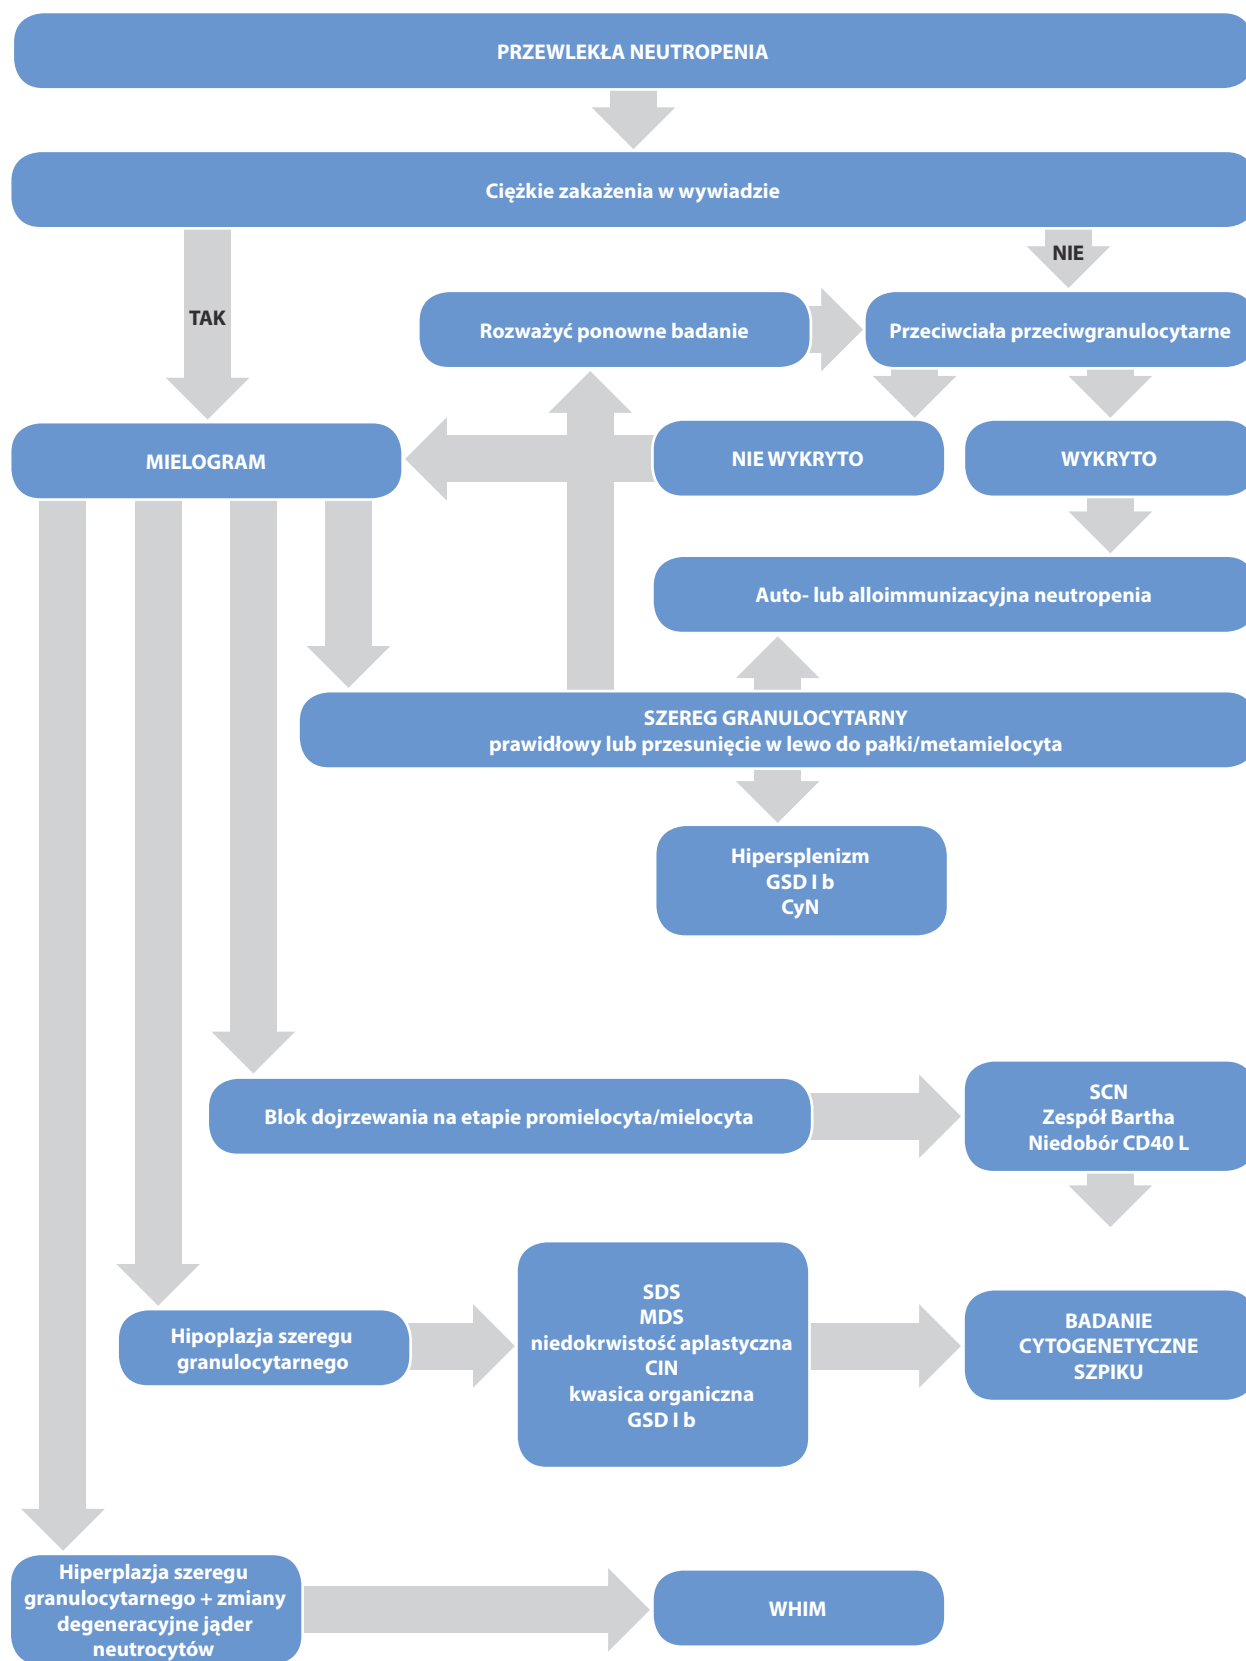 PRZEWLEKŁA NEUTROPENIA
Ciężkie zakażenia w wywiadzie
TAK
NIE
Rozważyć ponowne badanie
Przeciwciała przeciwgranulocytarne
MIELOGRAM
NIE WYKRYTO
WYKRYTO
Auto- lub alloimmunizacyjna neutropenia
SZEREG GRANULOCYTARNY
prawidłowy lub przesunięcie w lewo do pałki/metamielocyta
Hipersplenizm
GSD I b
CyN
Blok dojrzewania na etapie promielocyta/mielocyta
SCN
Zespół Bartha
Niedobór CD40 L
Hipoplazja szeregu
granulocytarnego
SDS
MDS
niedokrwistość aplastyczna
CIN
kwasica organiczna
GSD I b
BADANIE
CYTOGENETYCZNE
SZPIKU
Hiperplazja szeregu
granulocytarnego + zmiany
degeneracyjne jąder
neutrocytów
WHIM